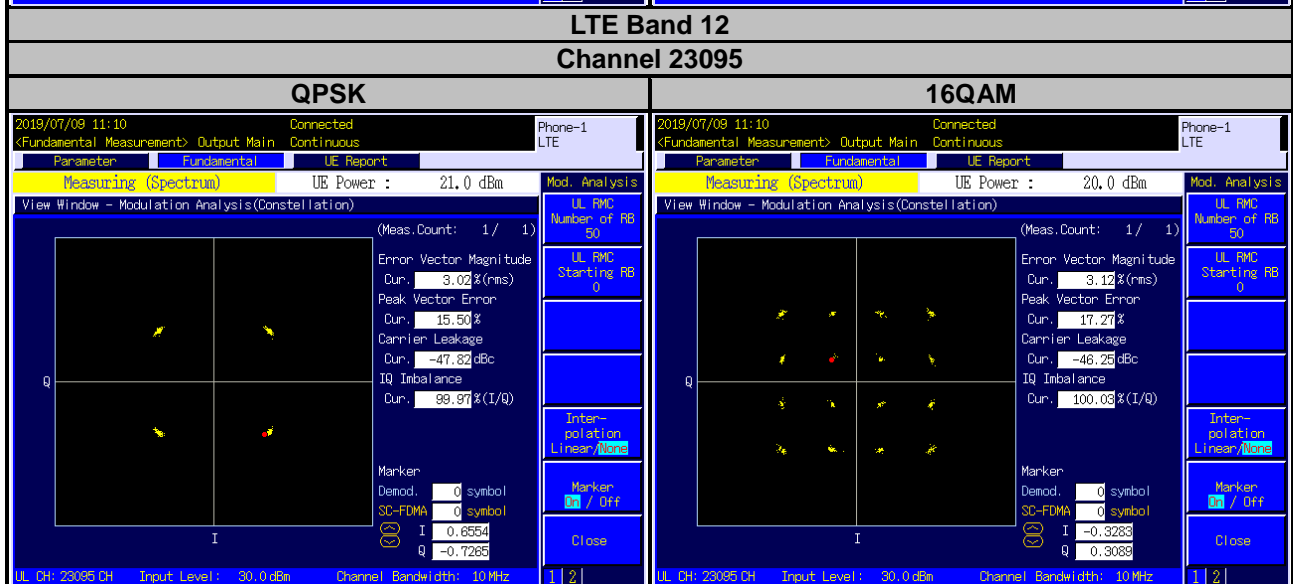 LTE Band 12
Channel 23095
QPSK
16QAM
2019/07/09 11:10 Connected
<Fundamental Measurement> Output Main Continuous
Phone-1
LTE
Parameter Fundamental UE Report
Measuring (Spectrum) UE Power : 21.0 dBm
Mod. Analysis
View Window - Modulation Analysis(Constellation)
UL RMC
Number of RB
50
(Meas.Count: 1/ 1)
UL RMC
Starting RB
0
Error Vector Magnitude
Cur. 3.02 %(rms)
Peak Vector Error
Cur. 15.50 %
Carrier Leakage
Cur. -47.82 dBc
IQ Imbalance
Cur. 99.97 %(I/Q)
Q
I
Inter-
polation
Linear/None
Marker
Demod. 0 symbol
SC-FDMA 0 symbol
I 0.6554
Q -0.7265
Marker
On / Off
Close
UL CH: 23095 CH Input Level: 30.0 dBm Channel Bandwidth: 10 MHz
1 2
2019/07/09 11:10 Connected
<Fundamental Measurement> Output Main Continuous
Phone-1
LTE
Parameter Fundamental UE Report
Measuring (Spectrum) UE Power : 20.0 dBm
Mod. Analysis
View Window - Modulation Analysis(Constellation)
UL RMC
Number of RB
50
(Meas.Count: 1/ 1)
UL RMC
Starting RB
0
Error Vector Magnitude
Cur. 3.12 %(rms)
Peak Vector Error
Cur. 17.27 %
Carrier Leakage
Cur. -46.25 dBc
IQ Imbalance
Cur. 100.03 %(I/Q)
Q
I
Inter-
polation
Linear/None
Marker
Demod. 0 symbol
SC-FDMA 0 symbol
I -0.3283
Q 0.3089
Marker
On / Off
Close
UL CH: 23095 CH Input Level: 30.0 dBm Channel Bandwidth: 10 MHz
1 2